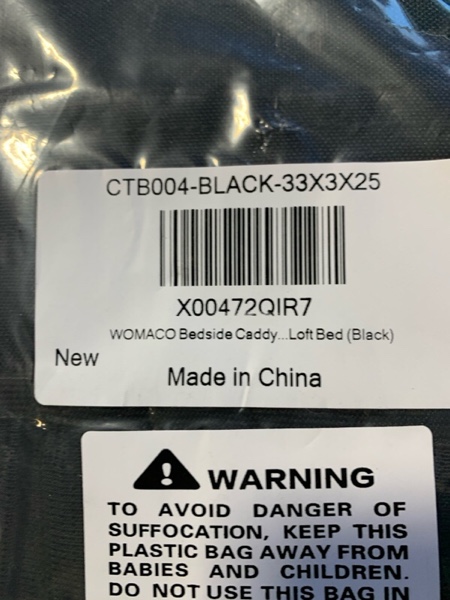 CTB004-BLACK-33X3X25
X00472QIR7
WOMACO Bedside Caddy...Loft Bed (Black)
New
Made in China
WARNING
TO AVOID DANGER OF
SUFFOCATION, KEEP THIS
PLASTIC BAG AWAY FROM
BABIES AND CHILDREN.
DO NOT USE THIS BAG IN